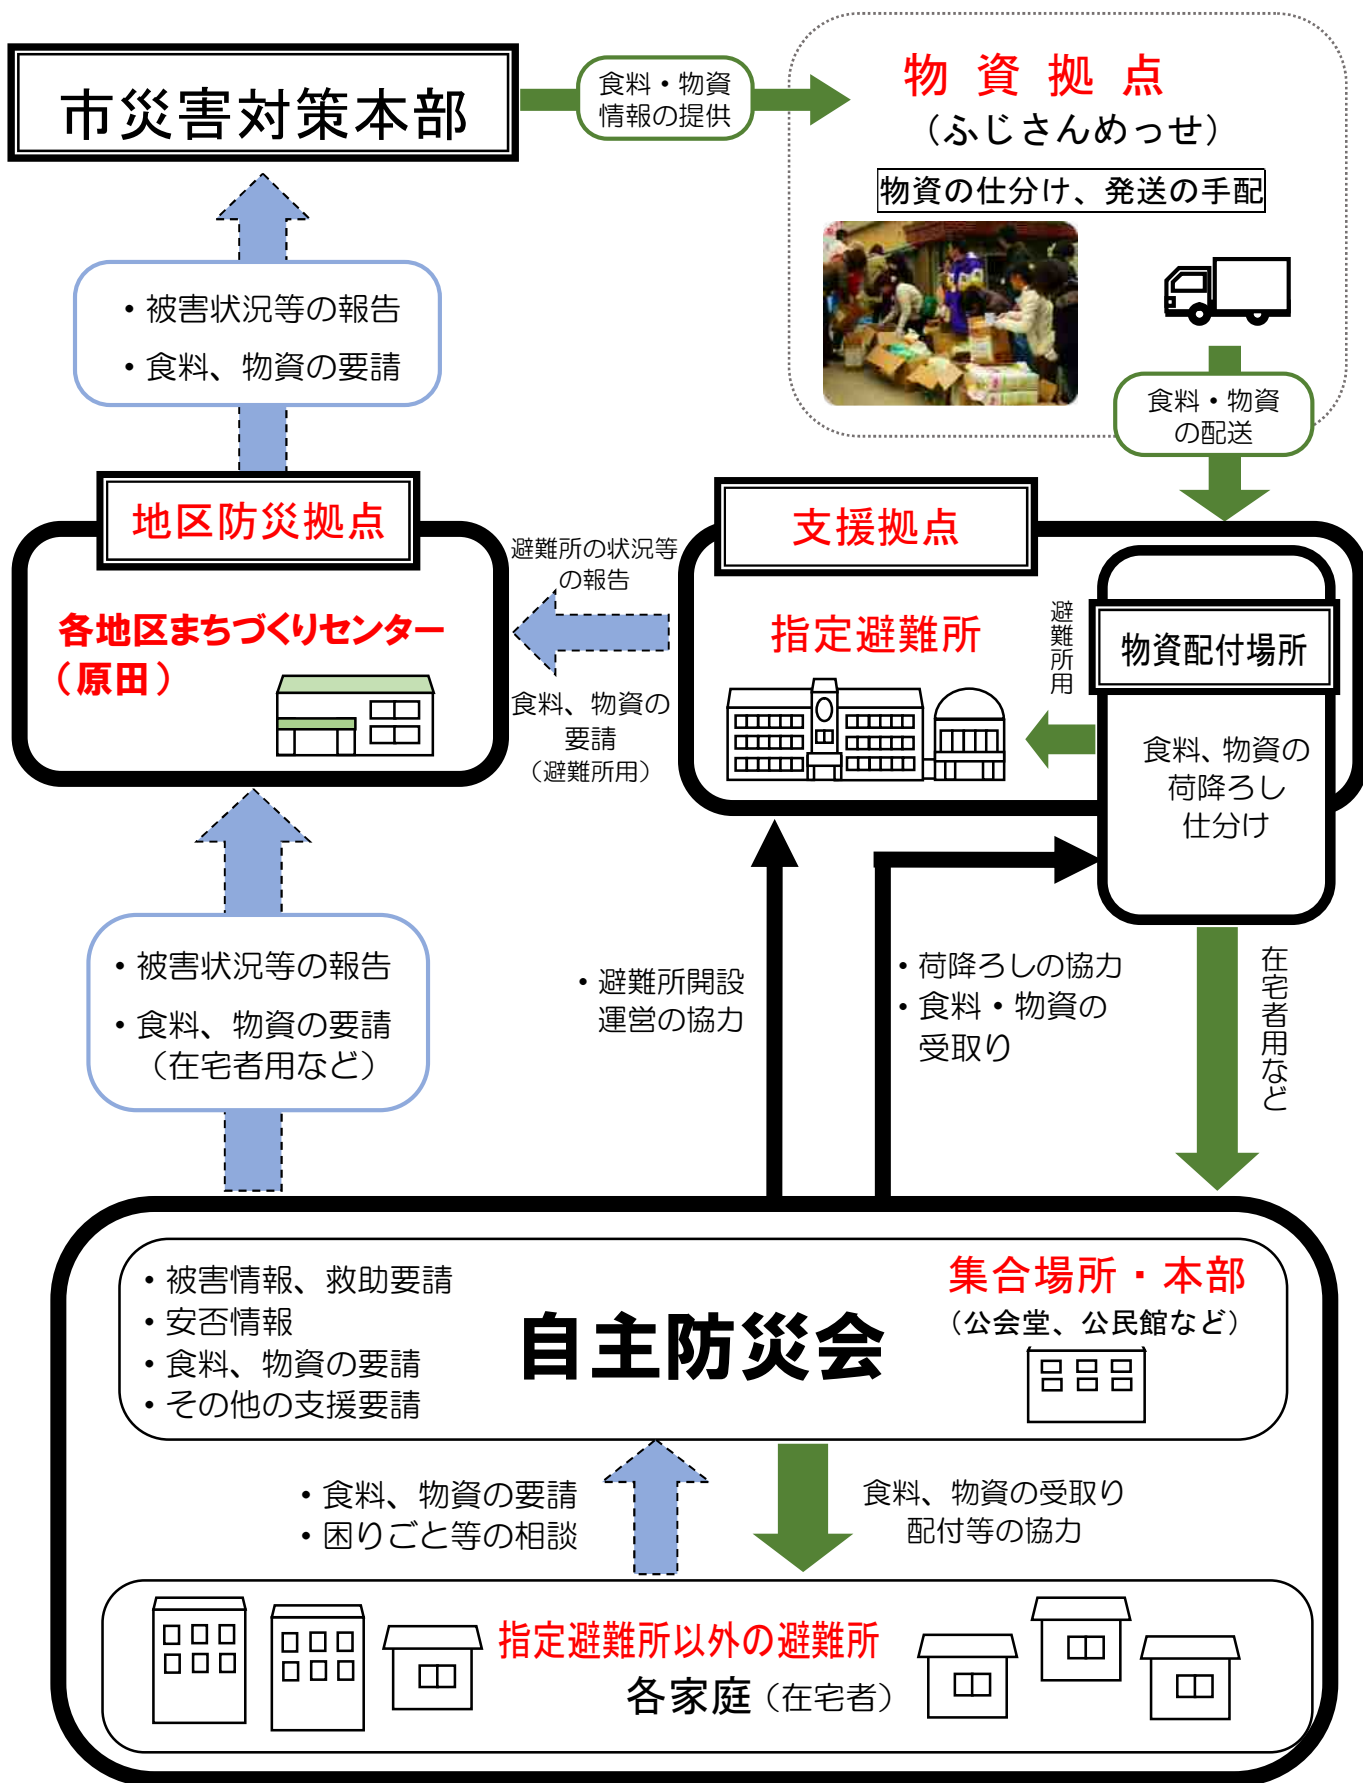 市災害対策本部
食料・物資
情報の提供
物資拠点
（ふじさんめっせ）
物資の仕分け、発送の手配
・被害状況等の報告
・食料、物資の要請
食料・物資
の配送
地区防災拠点
各地区まちづくりセンター
（原田）
避難所の状況等
の報告
食料、物資の
要請
（避難所用）
支援拠点
指定避難所
避難所用
物資配付場所
食料、物資の
荷降ろし
仕分け
・被害状況等の報告
・食料、物資の要請
（在宅者用など）
・避難所開設
運営の協力
・荷降ろしの協力
・食料・物資の
受取り
在宅者用など
・被害情報、救助要請
・安否情報
・食料、物資の要請
・その他の支援要請
自主防災会
集合場所・本部
（公会堂、公民館など）
・食料、物資の要請
・困りごと等の相談
食料、物資の受取り
配付等の協力
指定避難所以外の避難所
各家庭（在宅者）